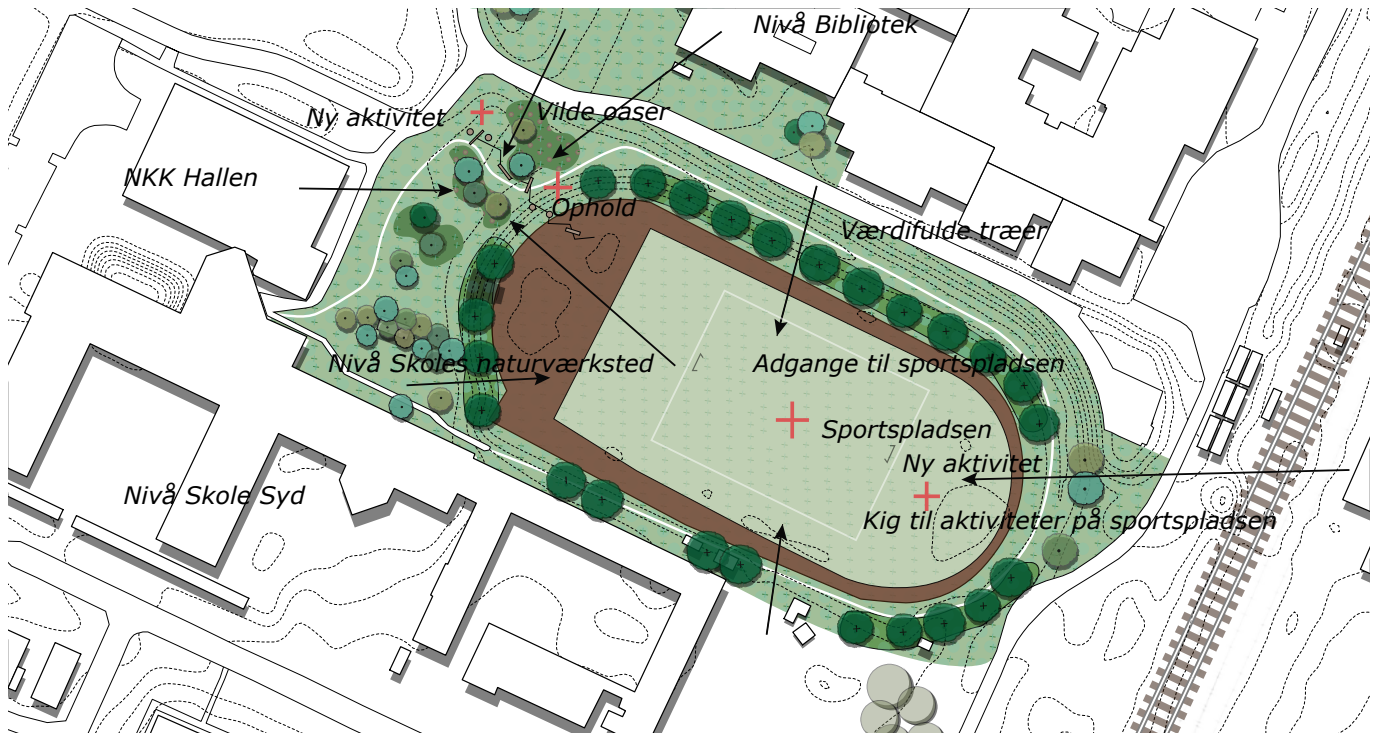 Nivå Bibliotek
Ny aktivitet
Vilde oaser
NKK Hallen
Ophold
Værdifulde træer
Nivå Skoles naturværksted
Adgange til sportspladsen
Sportspladsen
Ny aktivitet
Nivå Skole Syd
Kig til aktiviteter på sportspladsen